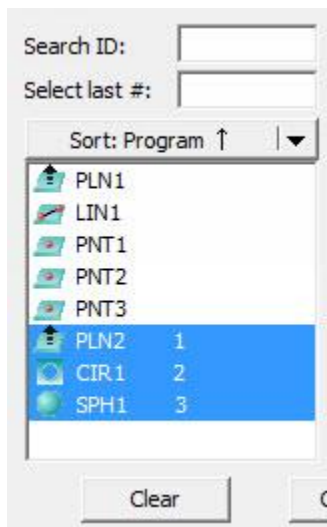 Search ID:
Select last #:
Sort: Program ↑
PLN1
LIN1
PNT1
PNT2
PNT3
PLN2 1
CIR1 2
SPH1 3
Clear